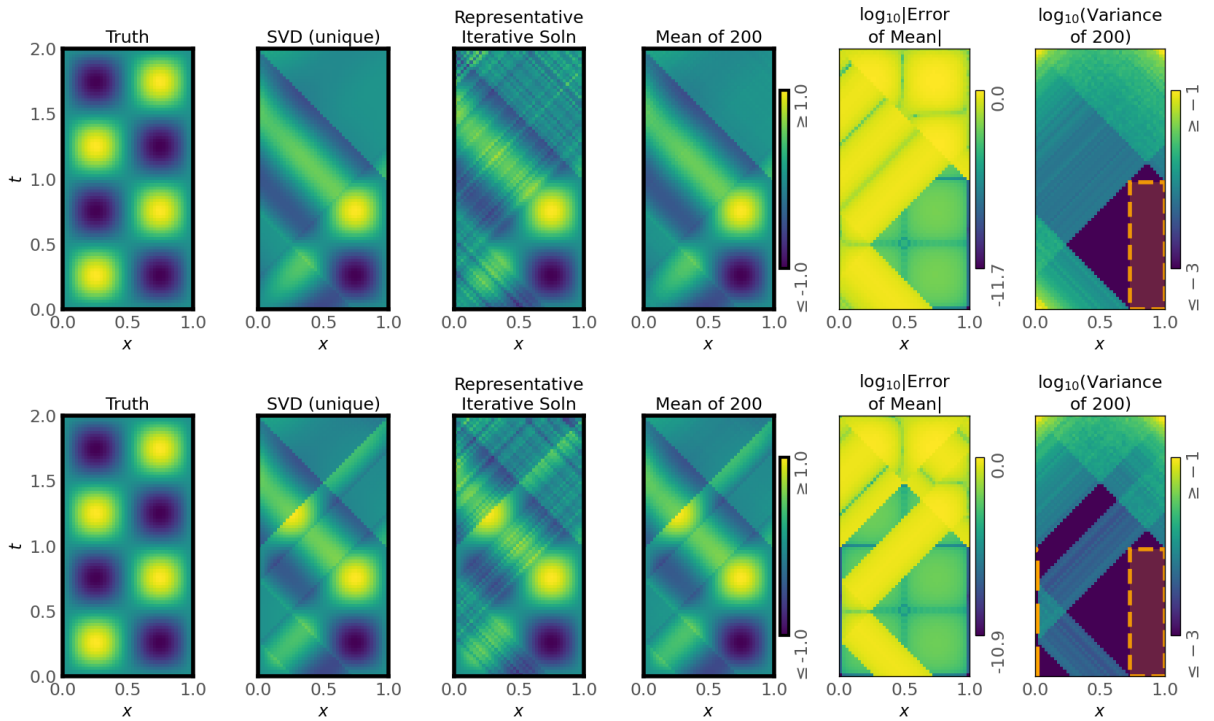 Truth
SVD (unique)
Representative
Iterative Soln
Mean of 200
log₁₀|Error
of Mean|
log₁₀(Variance
of 200)
2.0
1.5
1.0
0.5
0.0
t
0.0 0.5 1.0
x
0.0 0.5 1.0
x
0.0 0.5 1.0
x
0.0 0.5 1.0
x
≥ 1.0
≤ -1.0
0.0 0.5 1.0
x
0.0
-11.7
0.0 0.5 1.0
x
≥ −1
≤ −3
Truth
SVD (unique)
Representative
Iterative Soln
Mean of 200
log₁₀|Error
of Mean|
log₁₀(Variance
of 200)
2.0
1.5
1.0
0.5
0.0
t
0.0 0.5 1.0
x
0.0 0.5 1.0
x
0.0 0.5 1.0
x
0.0 0.5 1.0
x
≥ 1.0
≤ -1.0
0.0 0.5 1.0
x
0.0
-10.9
0.0 0.5 1.0
x
≥ −1
≤ −3